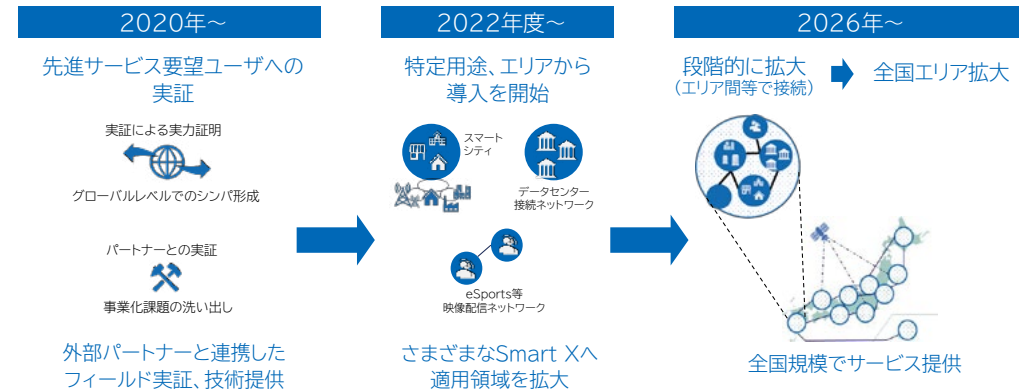 2020年～
先進サービス要望ユーザへの
実証
実証による実力証明
グローバルレベルでのシンパ形成
パートナーとの実証
事業化課題の洗い出し
外部パートナーと連携した
フィールド実証、技術提供
2022年度～
特定用途、エリアから
導入を開始
スマート
シティ
データセンター
接続ネットワーク
eSports等
映像配信ネットワーク
さまざまなSmart Xへ
適用領域を拡大
2026年～
段階的に拡大
(エリア間等で接続)
全国エリア拡大
全国規模でサービス提供